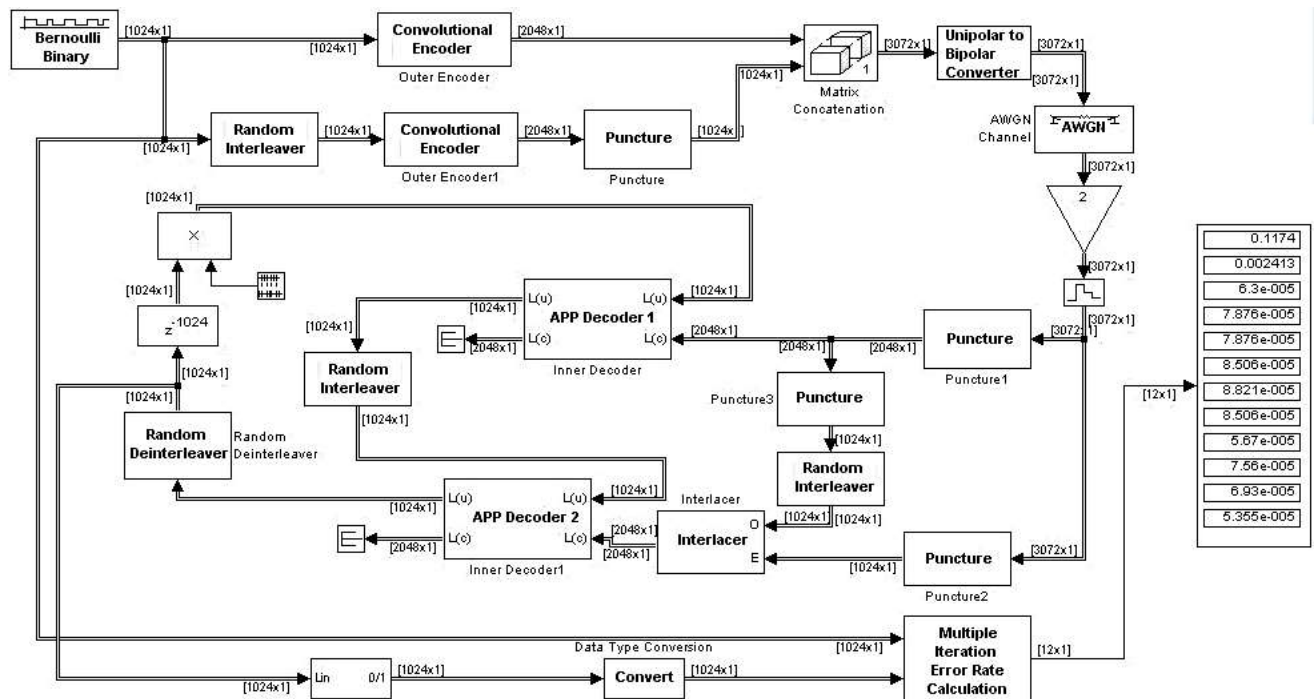 Bernoulli
Binary
[1024x1]
[1024x1]
Convolutional
Encoder
Outer Encoder
[2048x1]
[1024x1]
1
Matrix
Concatenation
[3072x1]
Unipolar to
Bipolar
Converter
[3072x1]
[3072x1]
AWGN
Channel
AWGN
[3072x1]
2
[3072x1]
[3072x1]
[1024x1]
Random
Interleaver
[1024x1]
Convolutional
Encoder
Outer Encoder1
[2048x1]
Puncture
Puncture
[1024x1]
[1024x1]
×
[1024x1]
z
-1024
[1024x1]
[1024x1]
Random
Deinterleaver
Random
Deinterleaver
[1024x1]
Random
Interleaver
[1024x1]
[1024x1]
[2048x1]
L(u)
L(c)
APP Decoder 1
L(u)
L(c)
Inner Decoder
[1024x1]
[2048x1]
[2048x1]
[2048x1]
Puncture
Puncture1
[3072x1]
Puncture3
Puncture
[1024x1]
Random
Interleaver
[1024x1]
[1024x1]
[1024x1]
[2048x1]
L(u)
L(c)
APP Decoder 2
L(u)
L(c)
Inner Decoder1
[1024x1]
[2048x1]
[2048x1]
Interlacer
Interlacer
O
E
[1024x1]
Puncture
Puncture2
[3072x1]
0.1174
0.002413
6.3e-005
7.876e-005
7.876e-005
8.506e-005
8.821e-005
8.506e-005
5.67e-005
7.56e-005
6.93e-005
5.355e-005
[12x1]
Data Type Conversion
[1024x1]
[1024x1]
Lin
0/1
[1024x1]
Convert
[1024x1]
Multiple
Iteration
Error Rate
Calculation
[12x1]